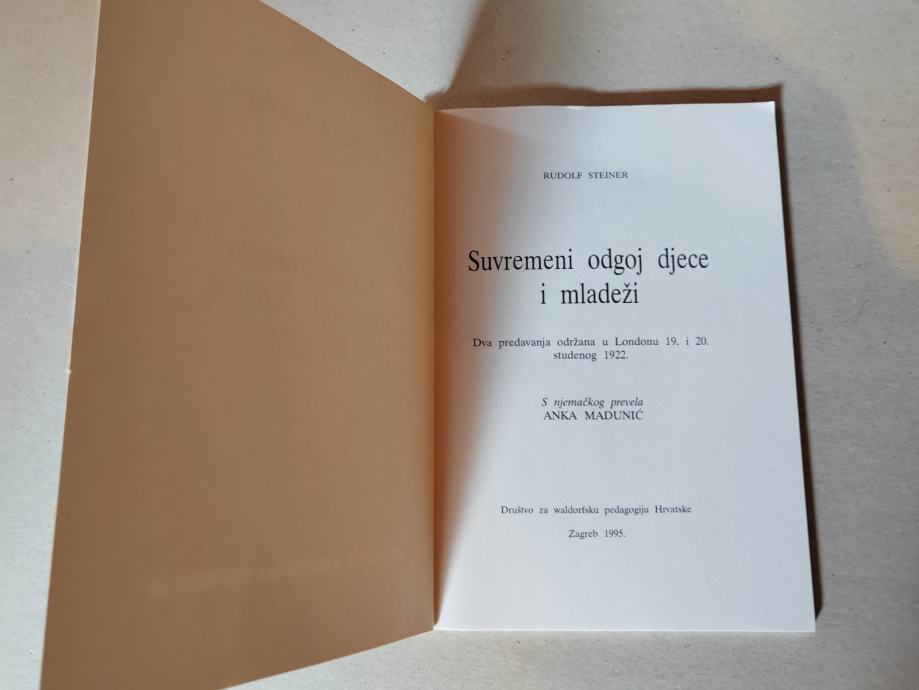 RUDOLF STEINER
Suvremeni odgoj djece
i mladeži
Dva predavanja održana u Londonu 19. i 20.
studenog 1922.
S njemačkog prevela
ANKA MADUNIĆ
Društvo za waldorfsku pedagogiju Hrvatske
Zagreb 1995.